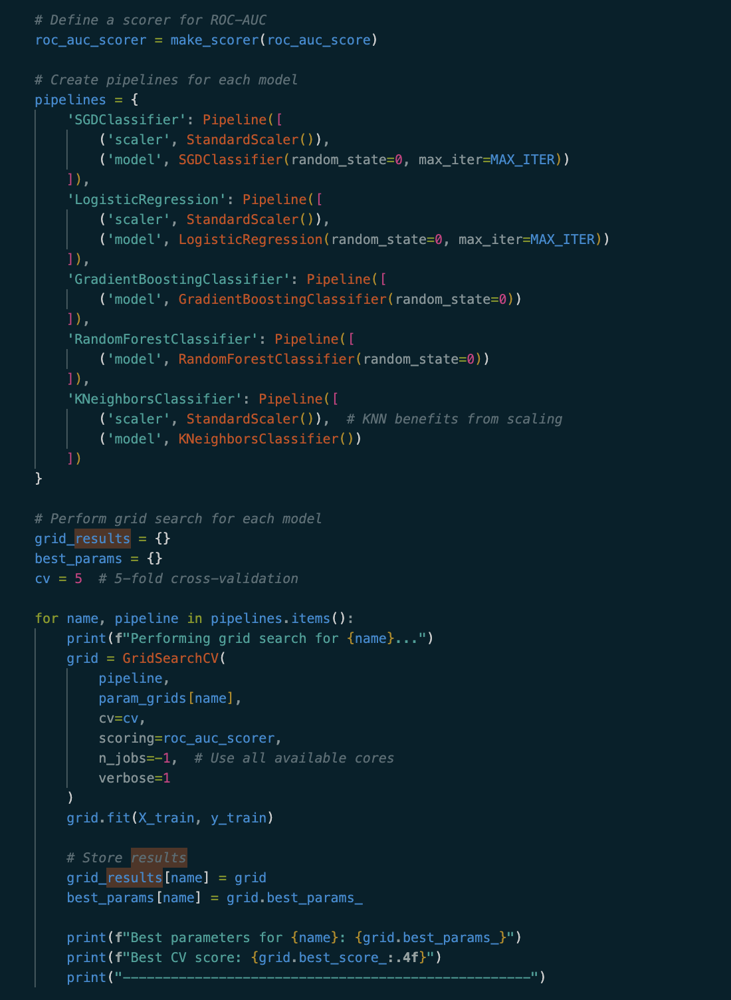 # Define a scorer for ROC-AUC
roc_auc_scorer = make_scorer(roc_auc_score)
# Create pipelines for each model
pipelines = {
    'SGDClassifier': Pipeline([
        ('scaler', StandardScaler()),
        ('model', SGDClassifier(random_state=0, max_iter=MAX_ITER))
    ]),
    'LogisticRegression': Pipeline([
        ('scaler', StandardScaler()),
        ('model', LogisticRegression(random_state=0, max_iter=MAX_ITER))
    ]),
    'GradientBoostingClassifier': Pipeline([
        ('model', GradientBoostingClassifier(random_state=0))
    ]),
    'RandomForestClassifier': Pipeline([
        ('model', RandomForestClassifier(random_state=0))
    ]),
    'KNeighborsClassifier': Pipeline([
        ('scaler', StandardScaler()),  # KNN benefits from scaling
        ('model', KNeighborsClassifier())
    ])
}
# Perform grid search for each model
grid_results = {}
best_params = {}
cv = 5  # 5-fold cross-validation
for name, pipeline in pipelines.items():
    print(f"Performing grid search for {name}...")
    grid = GridSearchCV(
        pipeline,
        param_grids[name],
        cv=cv,
        scoring=roc_auc_scorer,
        n_jobs=-1,  # Use all available cores
        verbose=1
    )
    grid.fit(X_train, y_train)
    # Store results
    grid_results[name] = grid
    best_params[name] = grid.best_params_
    print(f"Best parameters for {name}: {grid.best_params_}")
    print(f"Best CV score: {grid.best_score_:.4f}")
    print("---------------------------------------------------")